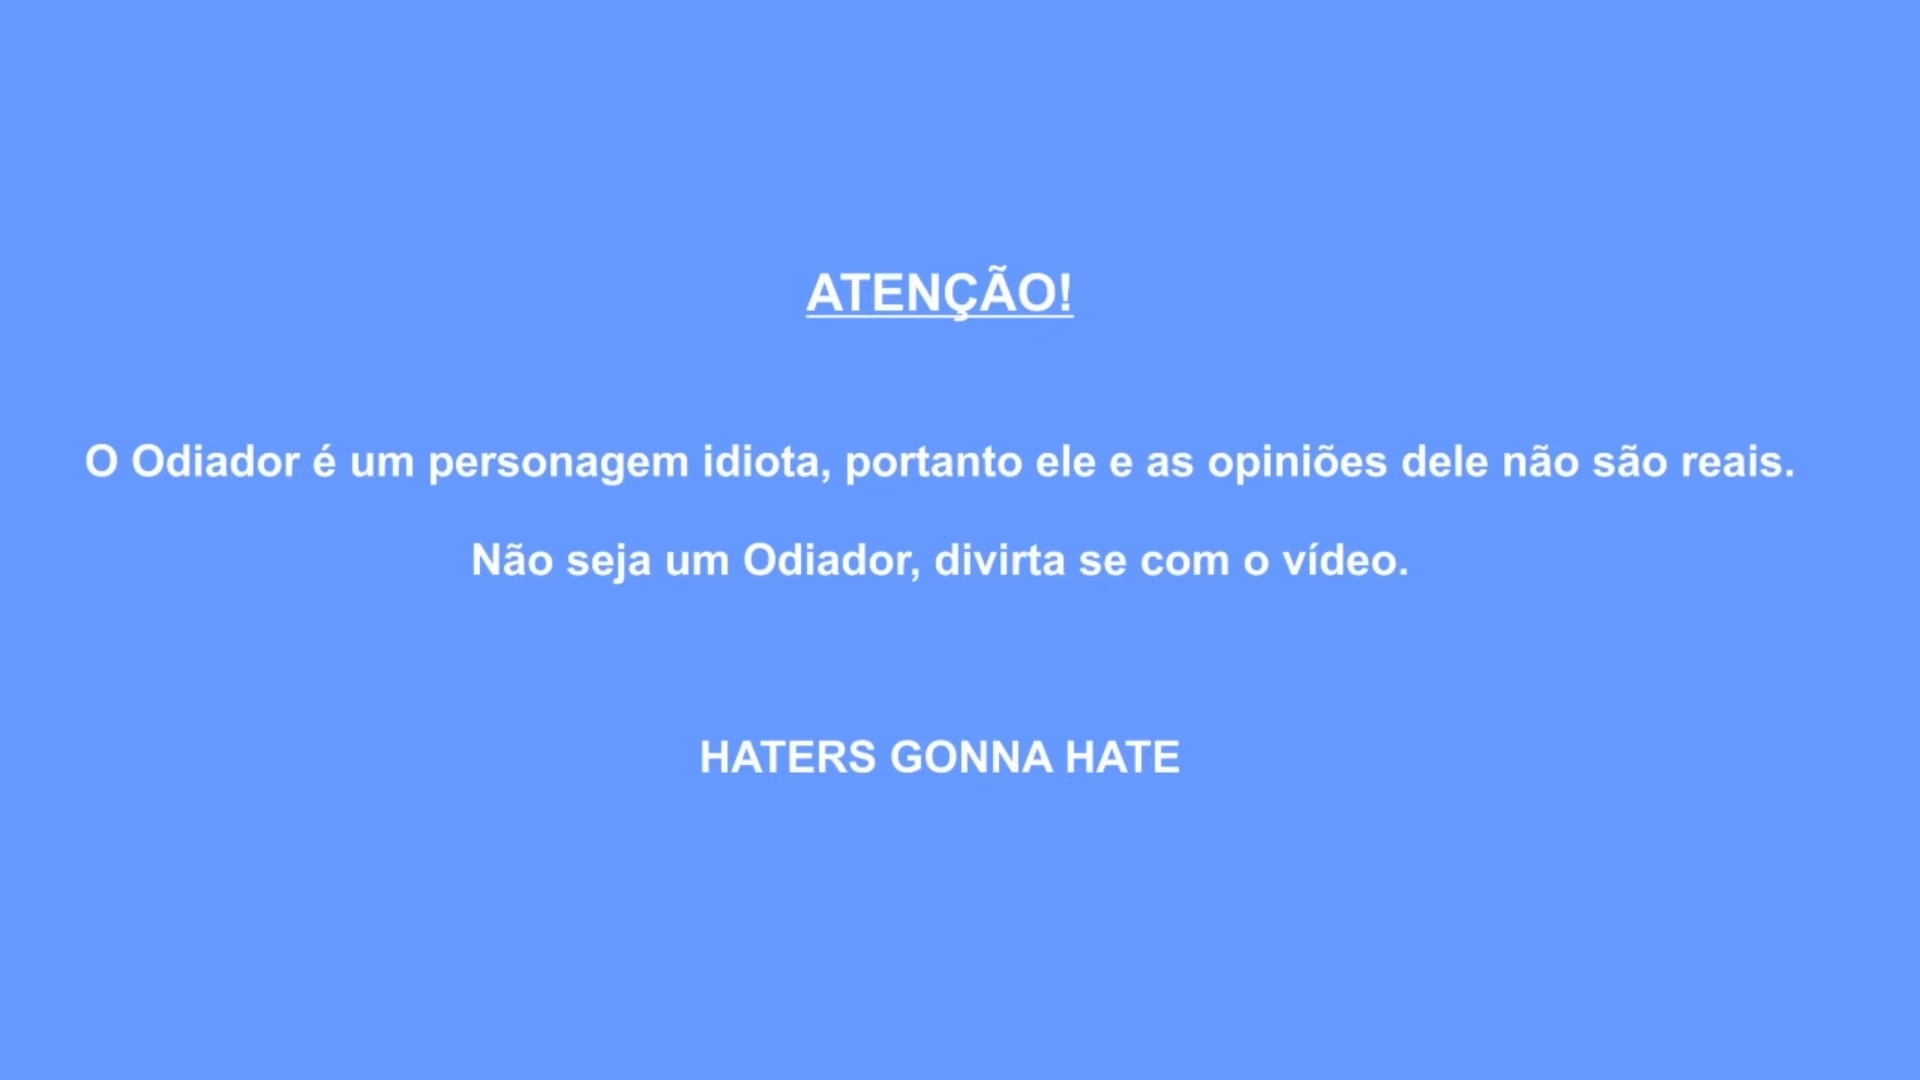 ATENÇÃO!
O Odiador é um personagem idiota, portanto ele e as opiniões dele não são reais.
Não seja um Odiador, divirta se com o vídeo.
HATERS GONNA HATE